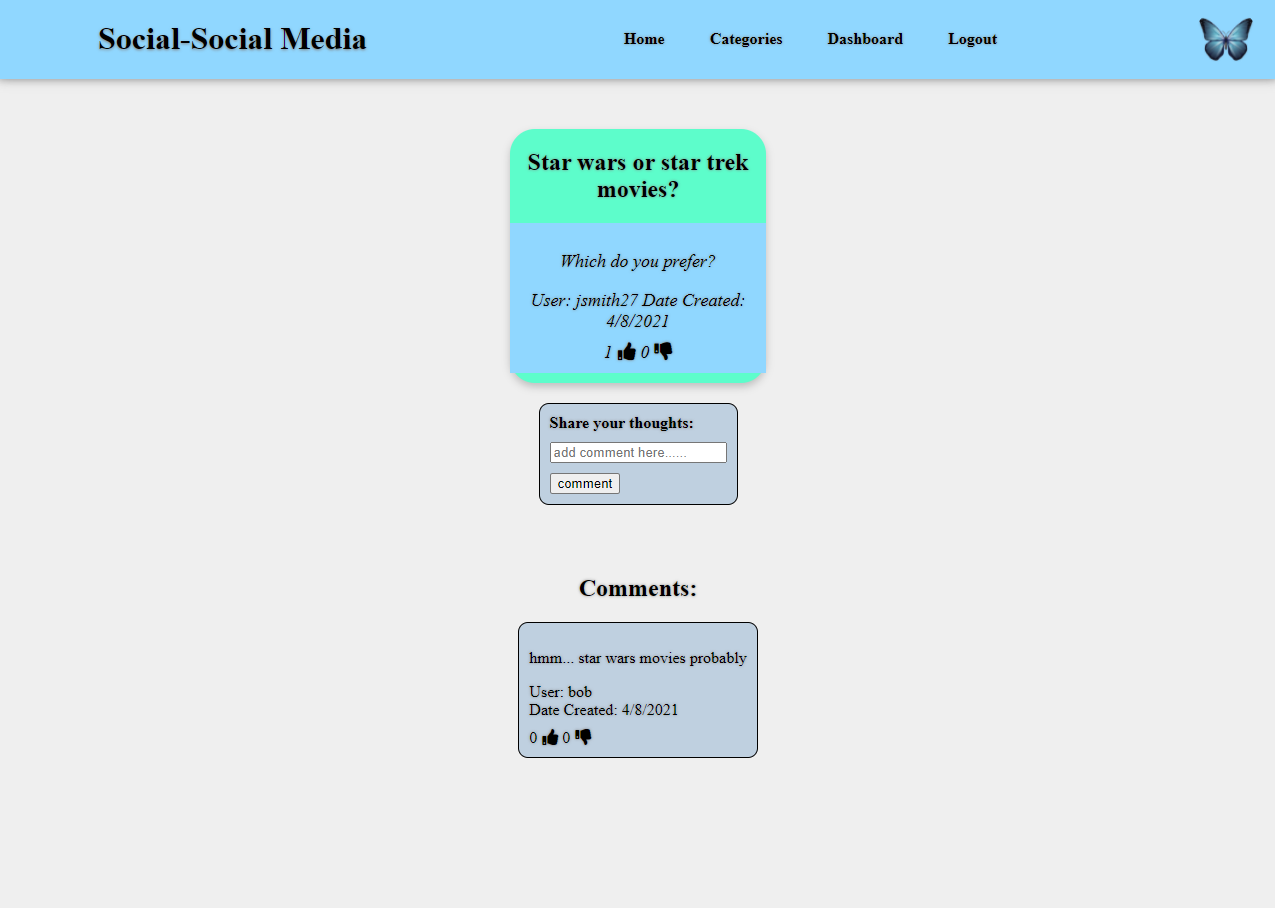 Social-Social Media
Home Categories Dashboard Logout
Star wars or star trek
movies?
Which do you prefer?
User: jsmith27 Date Created:
4/8/2021
1 0
Share your thoughts:
add comment here......
comment
Comments:
hmm... star wars movies probably
User: bob
Date Created: 4/8/2021
0 0